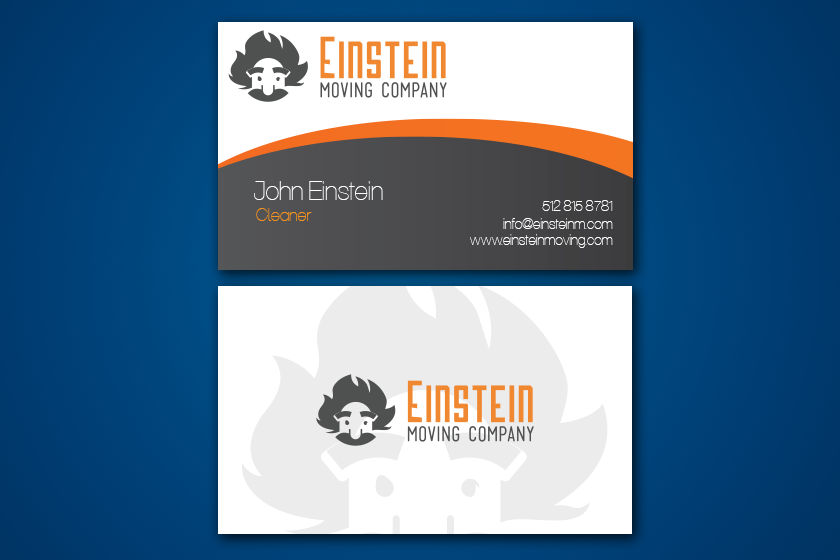 EINSTEIN
MOVING COMPANY
John Einstein
Cleaner
512 815 8781
info@einsteinm.com
www.einsteinmoving.com
EINSTEIN
MOVING COMPANY